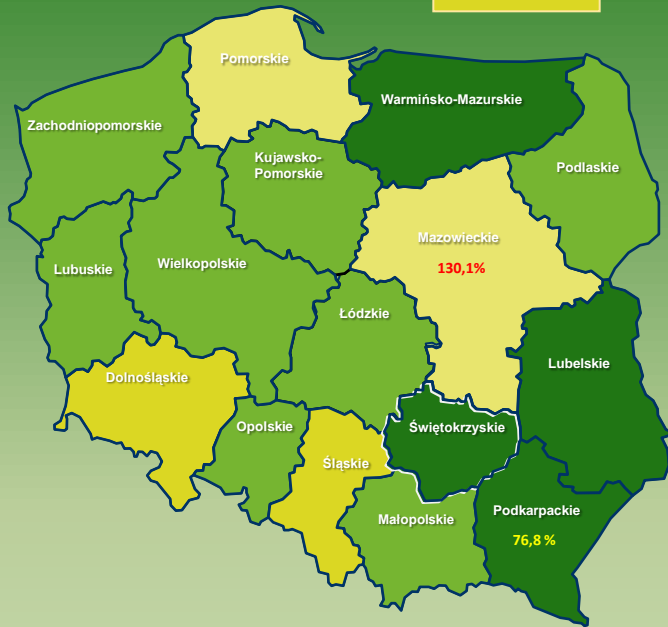 Pomorskie
Warmińsko-Mazurskie
Zachodniopomorskie
Kujawsko-
Pomorskie
Podlaskie
Mazowieckie
130,1%
Lubuskie
Wielkopolskie
Łódzkie
Lubelskie
Dolnośląskie
Opolskie
Świętokrzyskie
Śląskie
Małopolskie
Podkarpackie
76,8 %